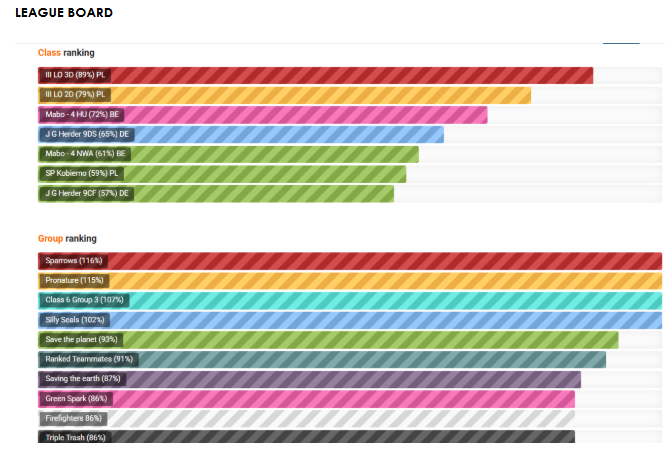 LEAGUE BOARD
Class ranking
III LO 3D (89%) PL
III LO 2D (79%) PL
Mabo - 4 HU (72%) BE
J G Herder 9DS (65%) DE
Mabo - 4 NWA (61%) BE
SP Kobierno (59%) PL
J G Herder 9CF (57%) DE
Group ranking
Sparrows (116%)
Pronature (115%)
Class 6 Group 3 (107%)
Silly Seals (102%)
Save the planet (93%)
Ranked Teammates (91%)
Saving the earth (87%)
Green Spark (86%)
Firefighters 86%)
Triple Trash (86%)